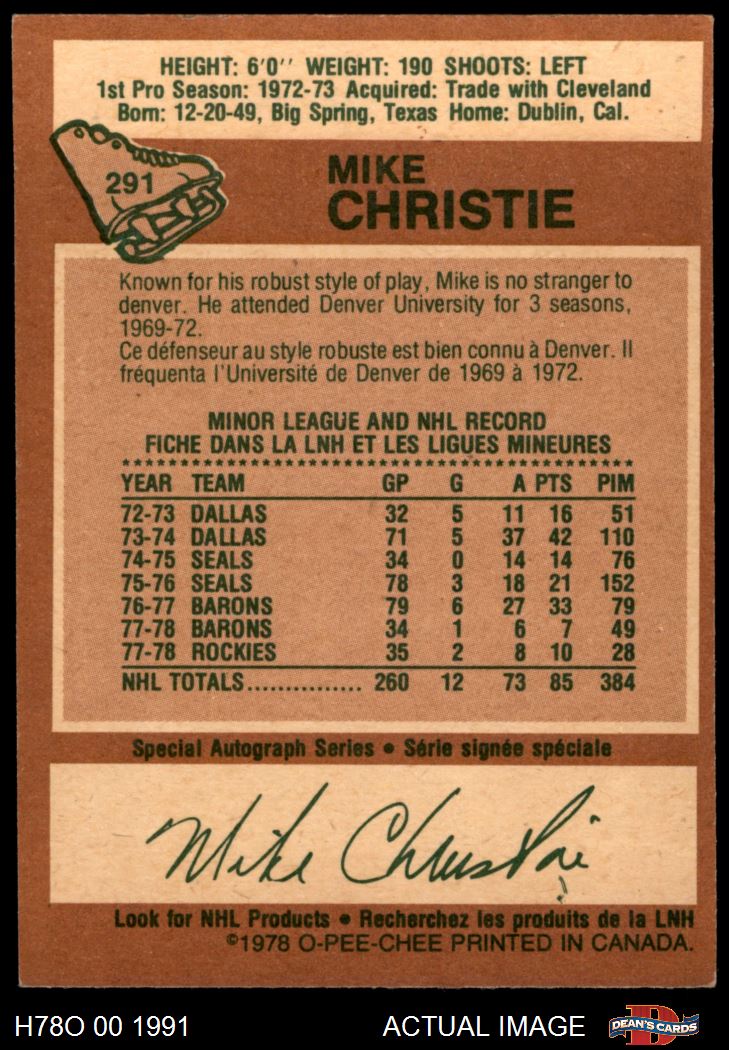 HEIGHT: 6'0'' WEIGHT: 190 SHOOTS: LEFT
1st Pro Season: 1972-73 Acquired: Trade with Cleveland
Born: 12-20-49, Big Spring, Texas Home: Dublin, Cal.
291
MIKE
CHRISTIE
Known for his robust style of play, Mike is no stranger to
denver. He attended Denver University for 3 seasons,
1969-72.
Ce défenseur au style robuste est bien connu à Denver. Il
fréquenta l'Université de Denver de 1969 à 1972.
MINOR LEAGUE AND NHL RECORD
FICHE DANS LA LNH ET LES LIGUES MINEURES
YEAR TEAM GP G A PTS PIM
72-73 DALLAS 32 5 11 16 51
73-74 DALLAS 71 5 37 42 110
74-75 SEALS 34 0 14 14 76
75-76 SEALS 78 3 18 21 152
76-77 BARONS 79 6 27 33 79
77-78 BARONS 34 1 6 7 49
77-78 ROCKIES 35 2 8 10 28
NHL TOTALS............... 260 12 73 85 384
Special Autograph Series • Série signée spéciale
Mike Christie
Look for NHL Products • Recherchez les produits de la LNH
©1978 O-PEE-CHEE PRINTED IN CANADA.
H78O 00 1991
ACTUAL IMAGE
DEAN'S CARDS